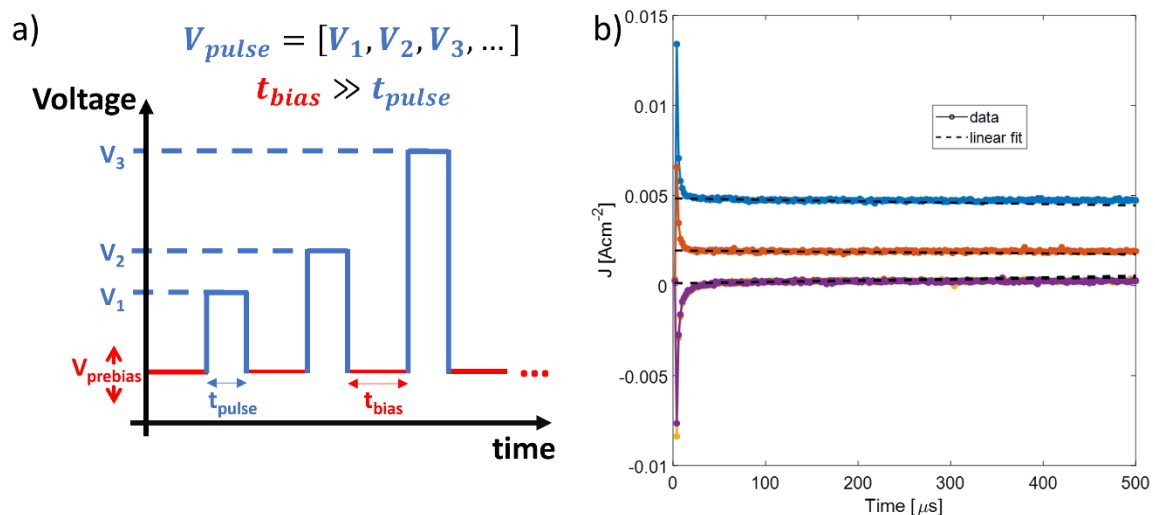 a)
V_pulse = [V_1, V_2, V_3, …]
t_bias ≫ t_pulse
Voltage
V_3
V_2
V_1
V_prebias
t_pulse
t_bias
...
time
b)
0.015
0.01
0.005
0
-0.005
-0.01
J [Acm^-2]
data
linear fit
0
100
200
300
400
500
Time [μs]